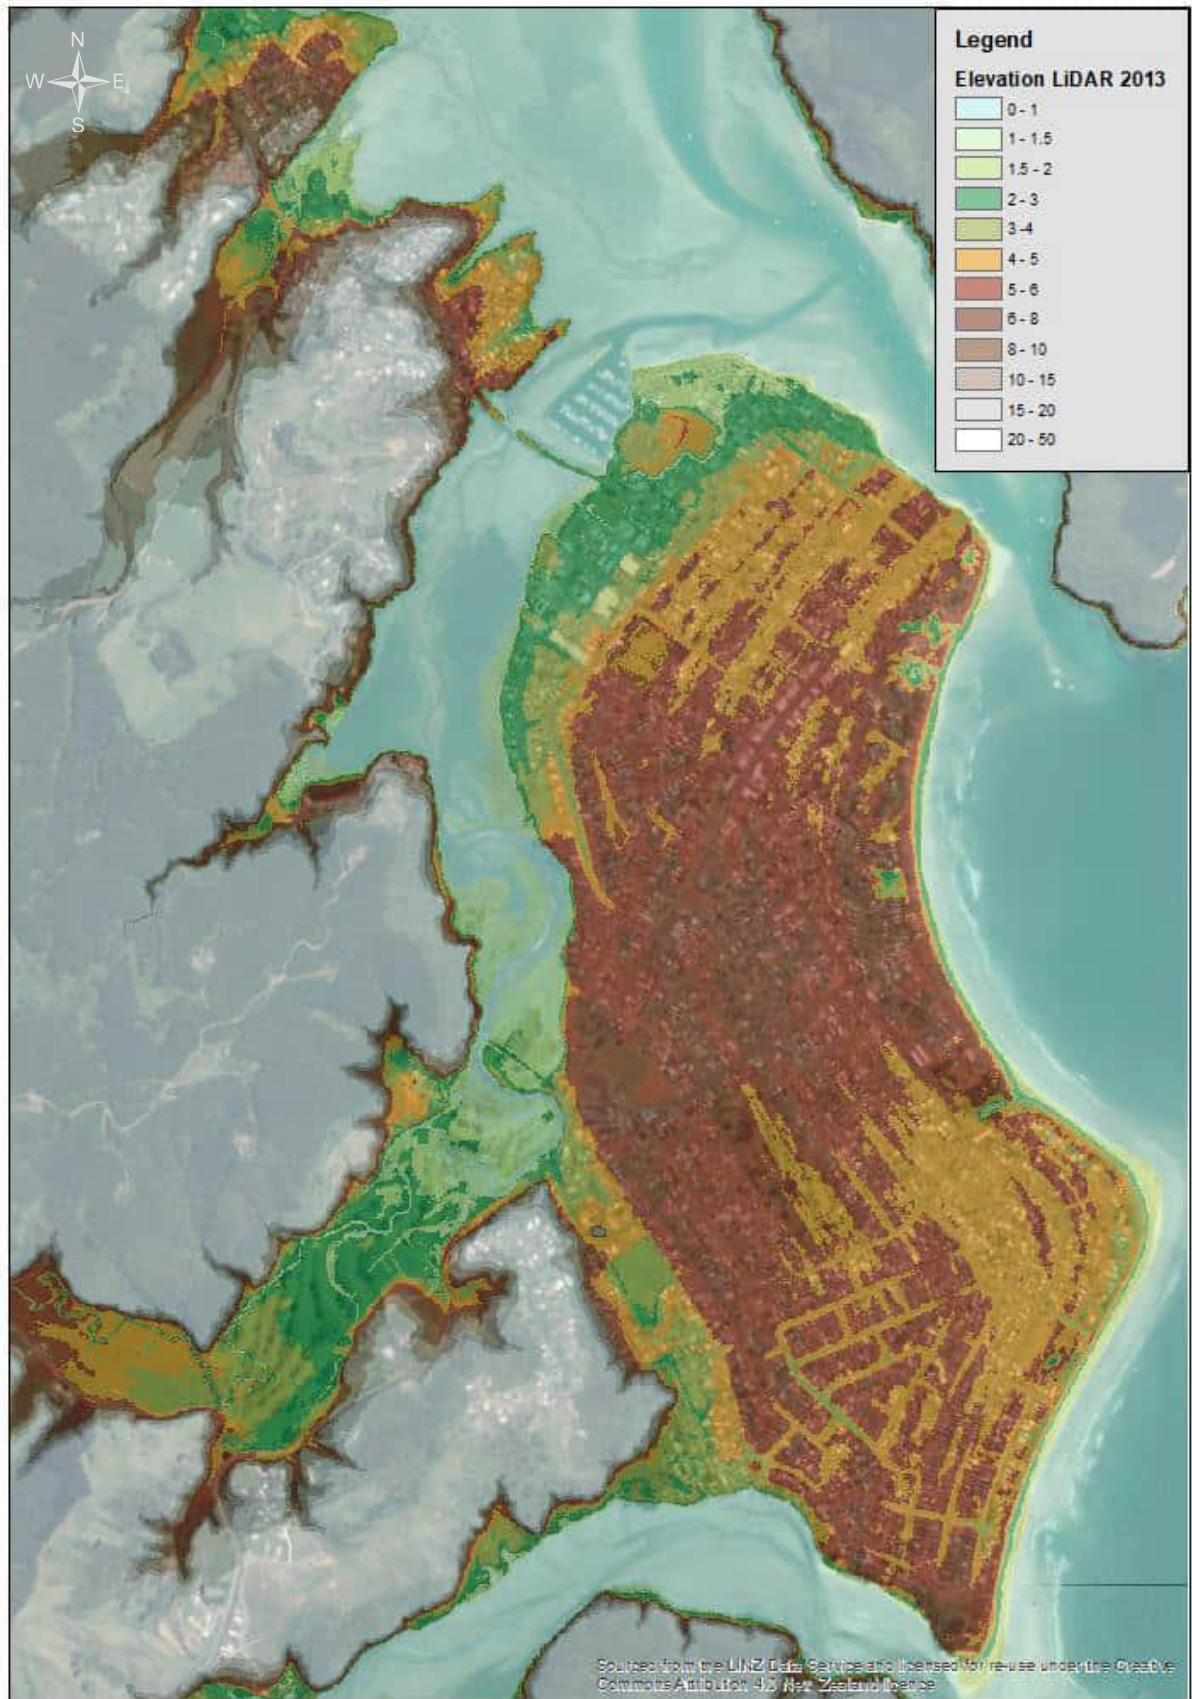 N
W E
S
Legend
Elevation LiDAR 2013
0 - 1
1 - 1.5
1.5 - 2
2 - 3
3 -4
4 - 5
5 - 6
6 - 8
8 - 10
10 - 15
15 - 20
20 - 50
Sourced from the LINZ Data Service and licensed for re-use under the Creative
Commons Attribution 4.0 New Zealand licence